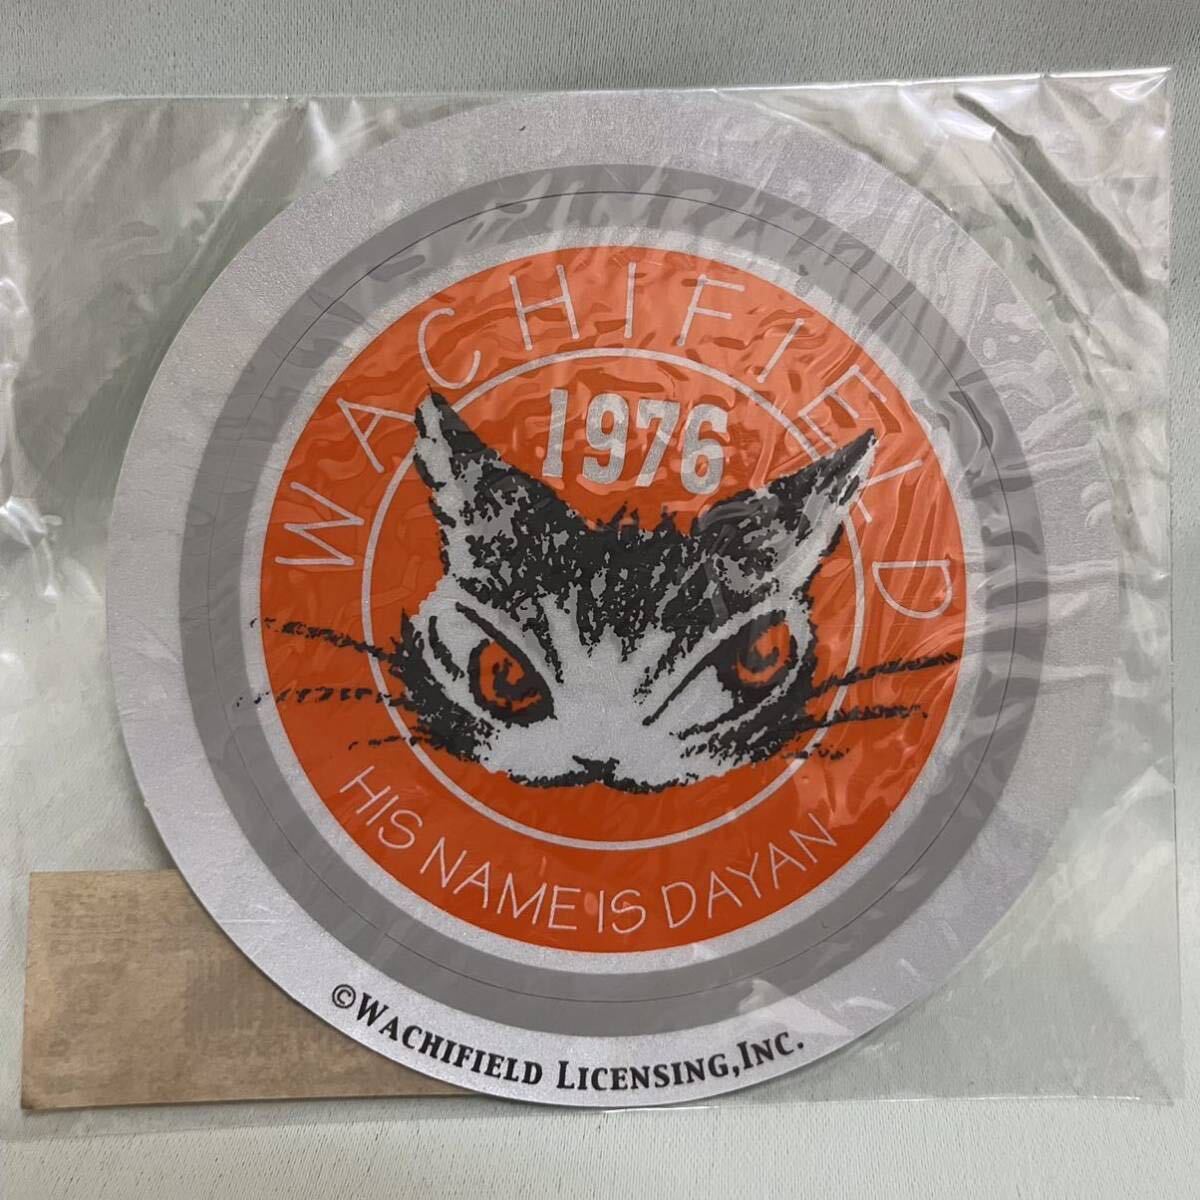 WACHIFIELD
1976
HIS NAME IS DAYAN
©WACHIFIELD LICENSING,INC.